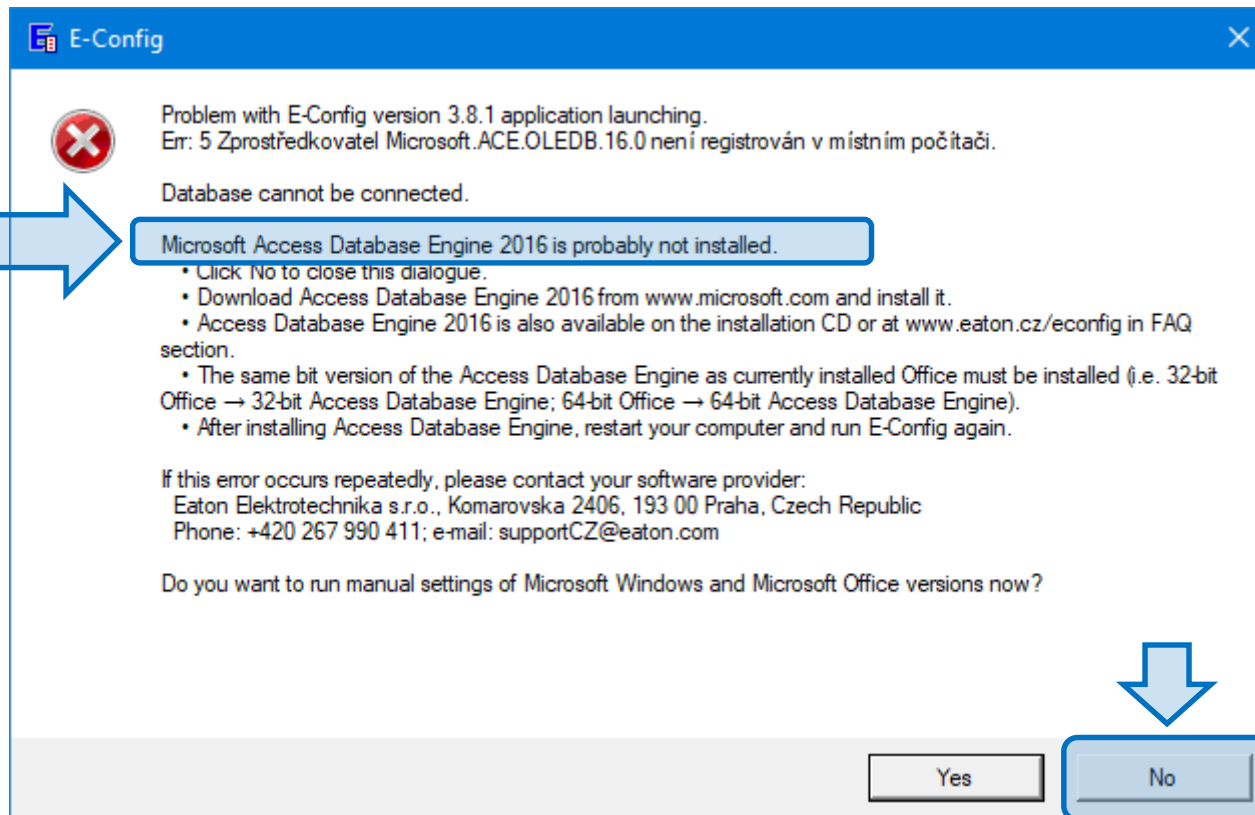 E-Config
Problem with E-Config version 3.8.1 application launching.
Err: 5 Zprostředkovatel Microsoft.ACE.OLEDB.16.0 není registrován v místním počítači.
Database cannot be connected.
Microsoft Access Database Engine 2016 is probably not installed.
• Click No to close this dialogue.
• Download Access Database Engine 2016 from www.microsoft.com and install it.
• Access Database Engine 2016 is also available on the installation CD or at www.eaton.cz/econfig in FAQ
section.
• The same bit version of the Access Database Engine as currently installed Office must be installed (i.e. 32-bit
Office → 32-bit Access Database Engine; 64-bit Office → 64-bit Access Database Engine).
• After installing Access Database Engine, restart your computer and run E-Config again.
If this error occurs repeatedly, please contact your software provider:
Eaton Elektrotechnika s.r.o., Komarovska 2406, 193 00 Praha, Czech Republic
Phone: +420 267 990 411; e-mail: supportCZ@eaton.com
Do you want to run manual settings of Microsoft Windows and Microsoft Office versions now?
Yes
No